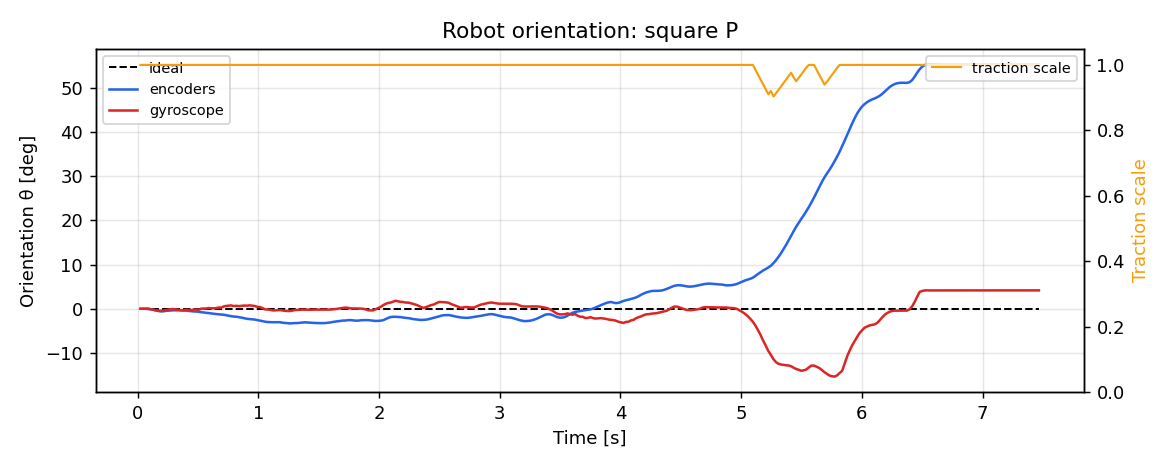 Robot orientation: square P
ideal
encoders
gyroscope
traction scale
Orientation θ [deg]
50
40
30
20
10
0
−10
1.0
0.8
0.6
0.4
0.2
0.0
Traction scale
0 1 2 3 4 5 6 7
Time [s]